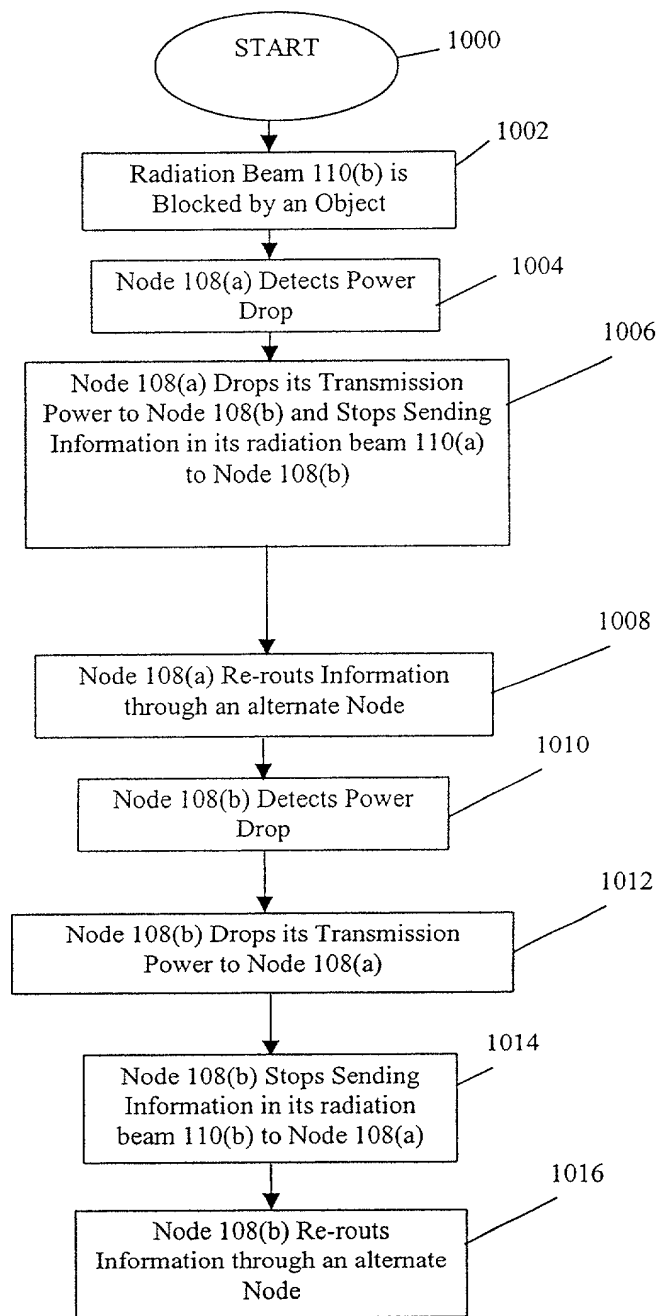 START
1000
1002
Radiation Beam 110(b) is
Blocked by an Object
1004
Node 108(a) Detects Power
Drop
1006
Node 108(a) Drops its Transmission
Power to Node 108(b) and Stops Sending
Information in its radiation beam 110(a)
to Node 108(b)
1008
Node 108(a) Re-routs Information
through an alternate Node
1010
Node 108(b) Detects Power
Drop
1012
Node 108(b) Drops its Transmission
Power to Node 108(a)
1014
Node 108(b) Stops Sending
Information in its radiation
beam 110(b) to Node 108(a)
1016
Node 108(b) Re-routs
Information through an alternate
Node